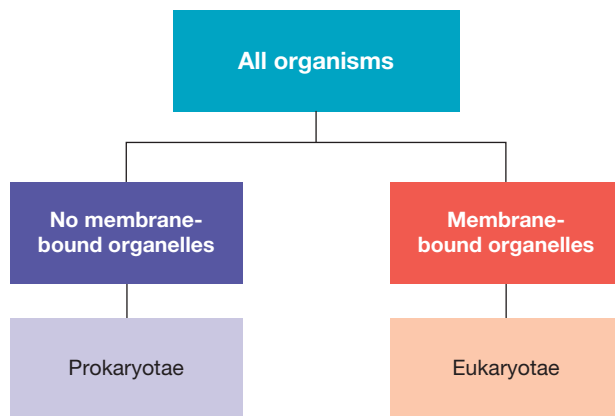 All organisms
No membrane-
bound organelles
Membrane-
bound organelles
Prokaryotae
Eukaryotae